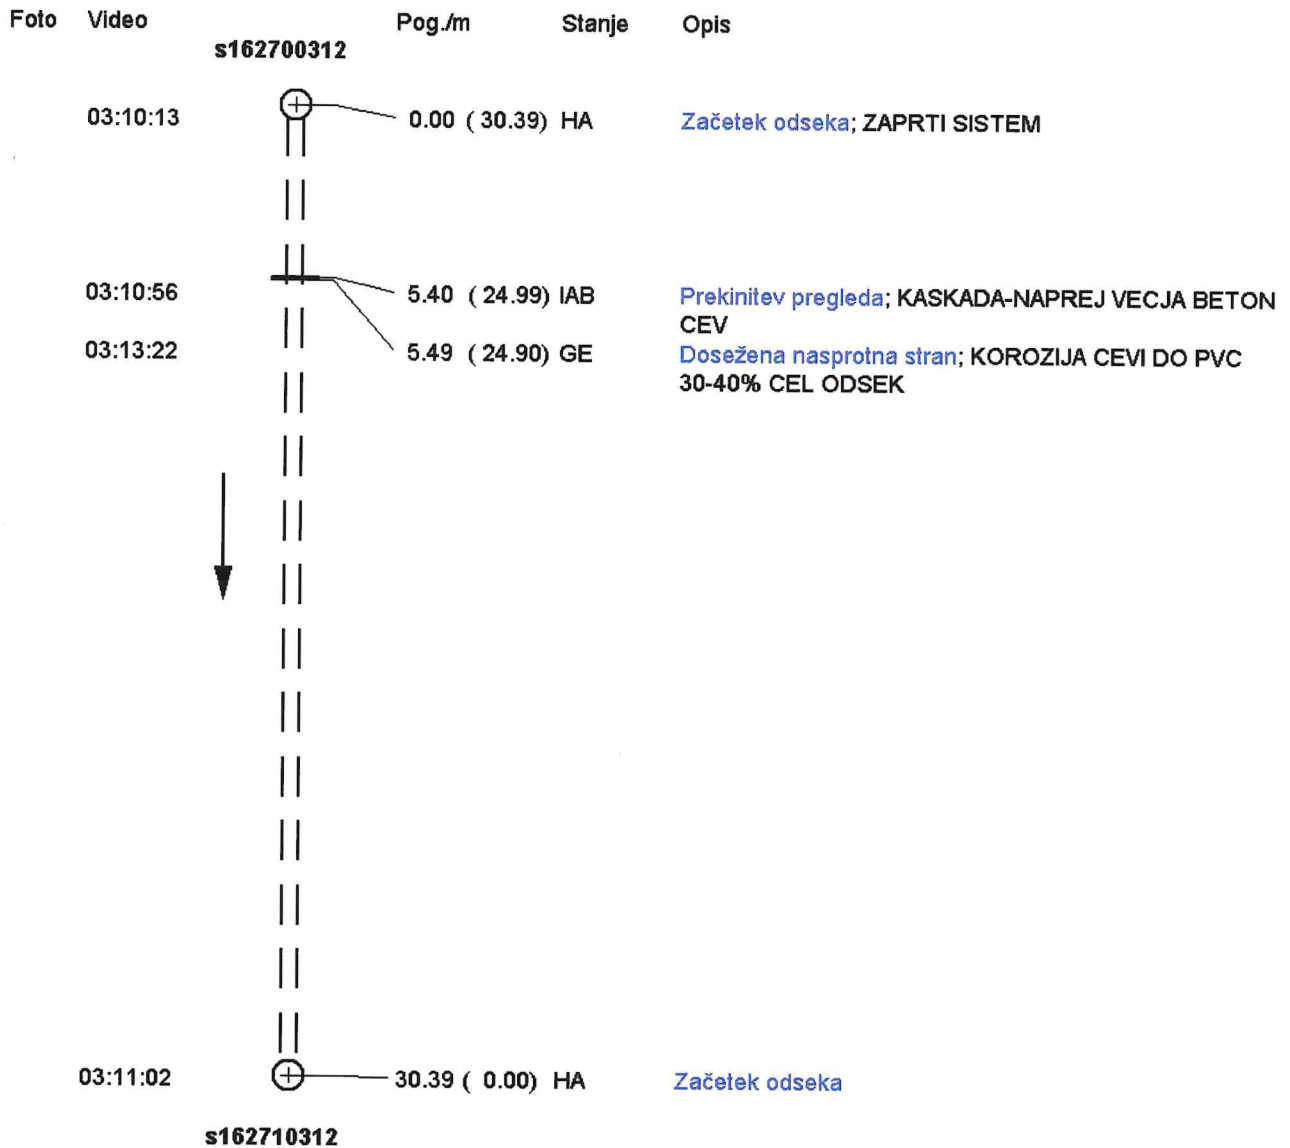 Foto Video Pog./m Stanje Opis
s162700312
03:10:13 0.00 ( 30.39) HA Začetek odseka; ZAPRTI SISTEM
03:10:56 5.40 ( 24.99) IAB Prekinitev pregleda; KASKADA-NAPREJ VECJA BETON
CEV
03:13:22 5.49 ( 24.90) GE Dosežena nasprotna stran; KOROZIJA CEVI DO PVC
30-40% CEL ODSEK
03:11:02 30.39 ( 0.00) HA Začetek odseka
s162710312